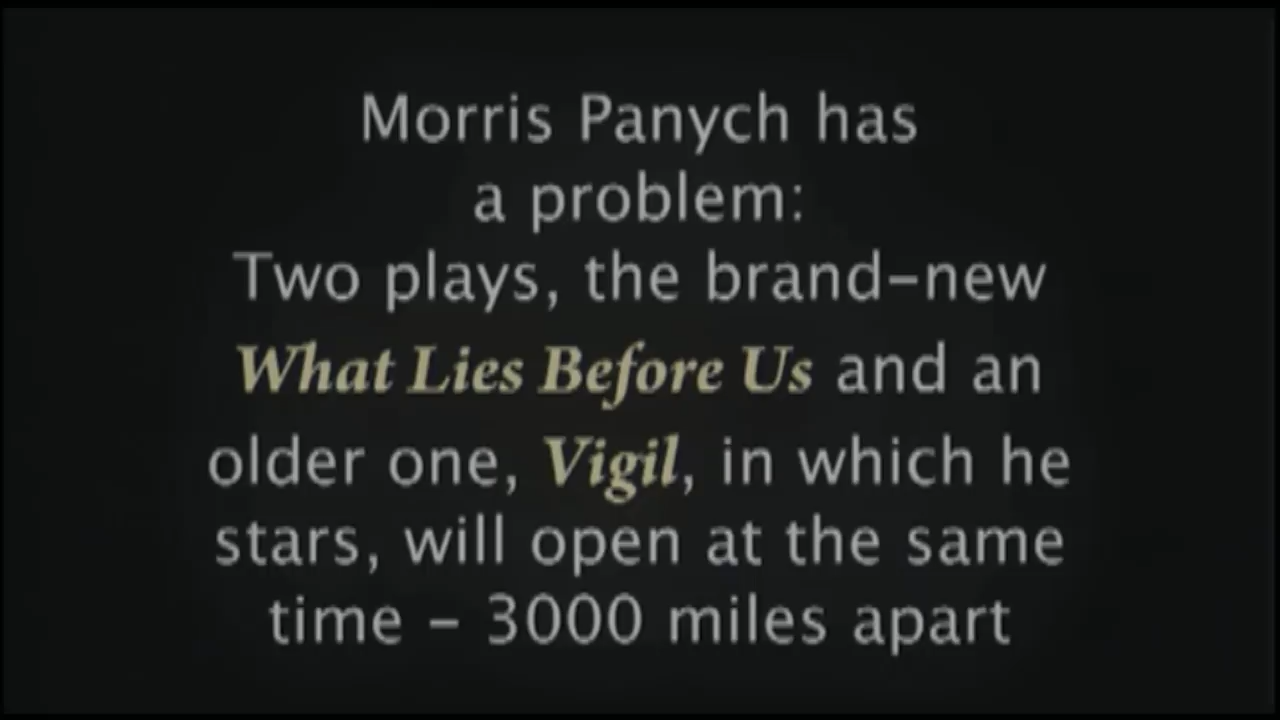 Morris Panych has
a problem:
Two plays, the brand-new
What Lies Before Us and an
older one, Vigil, in which he
stars, will open at the same
time - 3000 miles apart